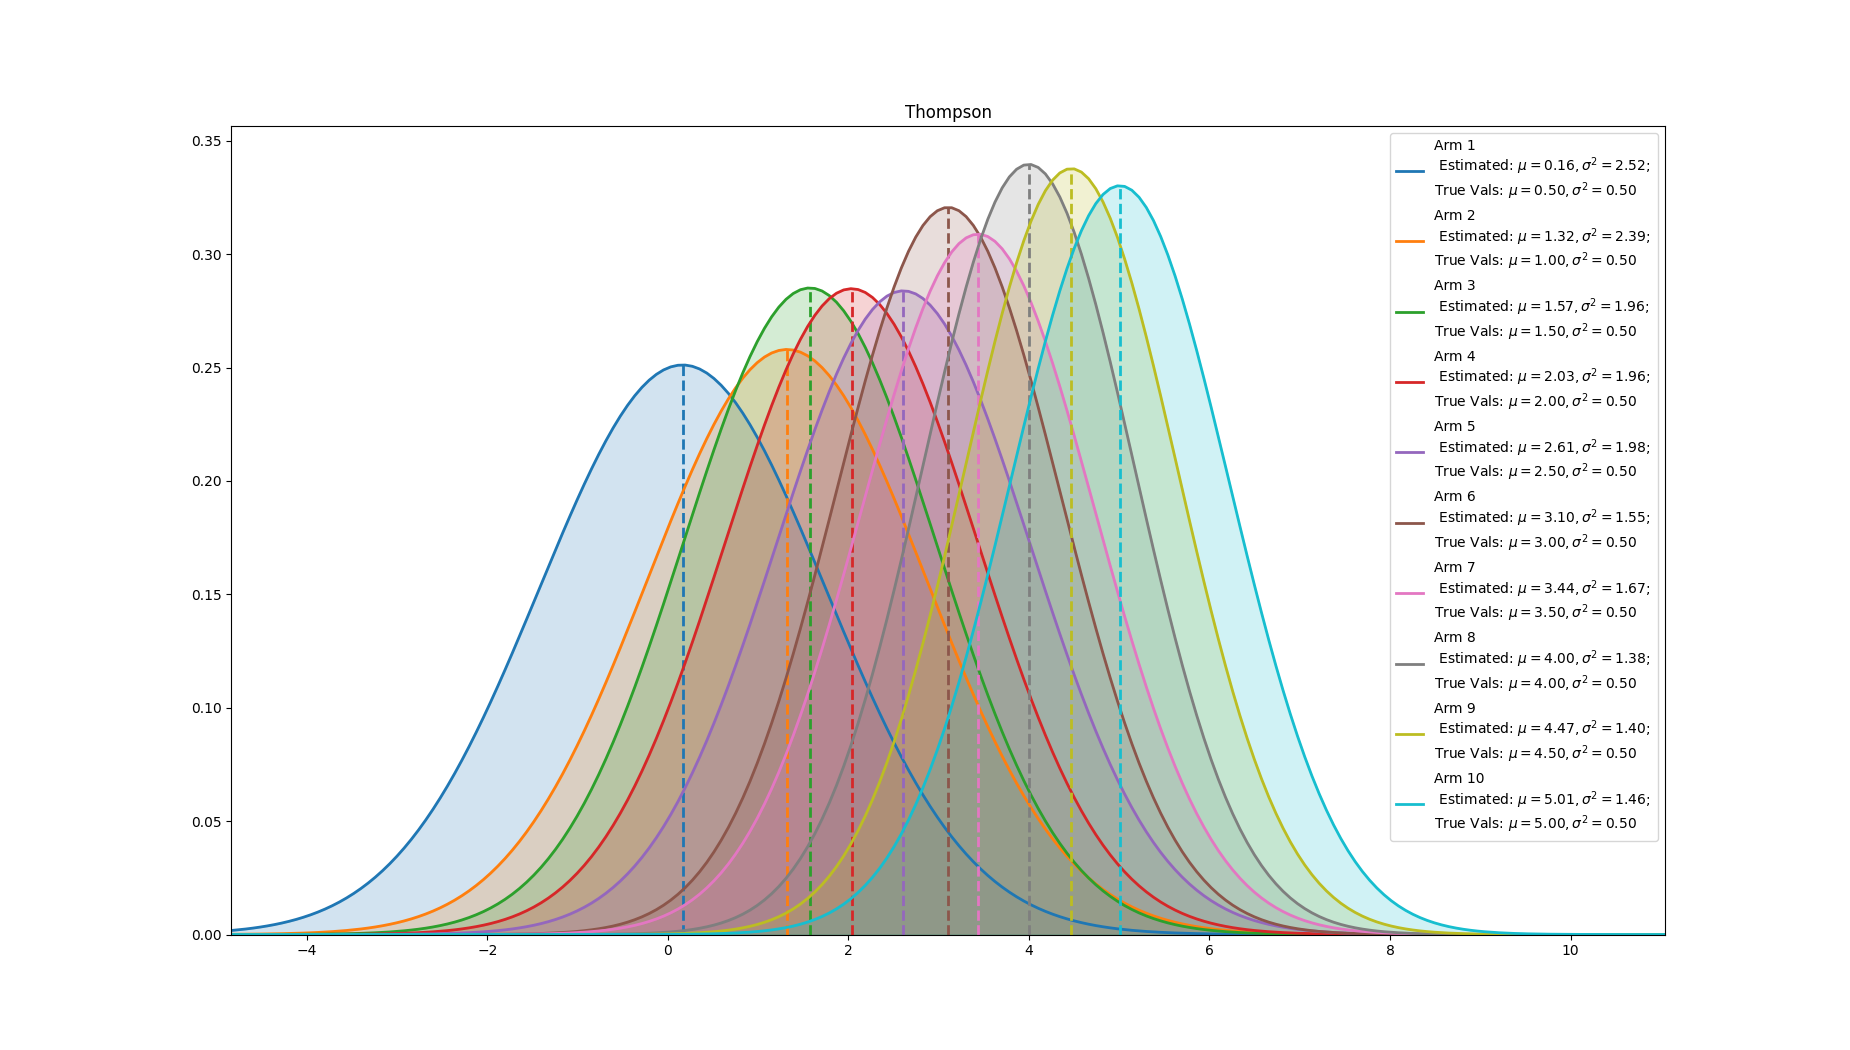 Thompson
0.35
0.30
0.25
0.20
0.15
0.10
0.05
0.00
−4
−2
0
2
4
6
8
10
Arm 1
Estimated: μ = 0.16, σ² = 2.52;
True Vals: μ = 0.50, σ² = 0.50
Arm 2
Estimated: μ = 1.32, σ² = 2.39;
True Vals: μ = 1.00, σ² = 0.50
Arm 3
Estimated: μ = 1.57, σ² = 1.96;
True Vals: μ = 1.50, σ² = 0.50
Arm 4
Estimated: μ = 2.03, σ² = 1.96;
True Vals: μ = 2.00, σ² = 0.50
Arm 5
Estimated: μ = 2.61, σ² = 1.98;
True Vals: μ = 2.50, σ² = 0.50
Arm 6
Estimated: μ = 3.10, σ² = 1.55;
True Vals: μ = 3.00, σ² = 0.50
Arm 7
Estimated: μ = 3.44, σ² = 1.67;
True Vals: μ = 3.50, σ² = 0.50
Arm 8
Estimated: μ = 4.00, σ² = 1.38;
True Vals: μ = 4.00, σ² = 0.50
Arm 9
Estimated: μ = 4.47, σ² = 1.40;
True Vals: μ = 4.50, σ² = 0.50
Arm 10
Estimated: μ = 5.01, σ² = 1.46;
True Vals: μ = 5.00, σ² = 0.50